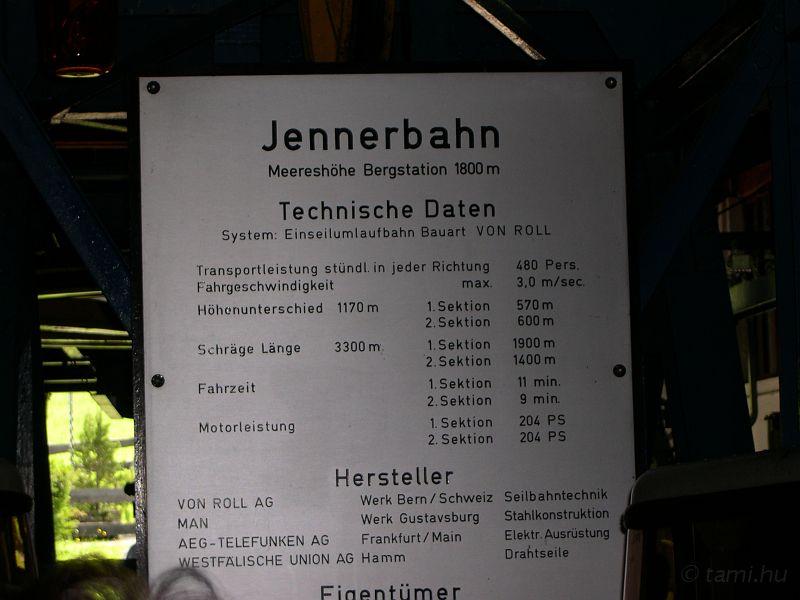 Jennerbahn
Meereshöhe Bergstation 1800 m
Technische Daten
System: Einseilumlaufbahn Bauart VON ROLL
Transportleistung stündl. in jeder Richtung 480 Pers.
Fahrgeschwindigkeit max. 3,0 m/sec.
Höhenunterschied 1170 m 1. Sektion 570 m
2. Sektion 600 m
Schräge Länge 3300 m 1. Sektion 1900 m
2. Sektion 1400 m
Fahrzeit 1. Sektion 11 min.
2. Sektion 9 min.
Motorleistung 1. Sektion 204 PS
2. Sektion 204 PS
Hersteller
VON ROLL AG Werk Bern/Schweiz Seilbahntechnik
MAN Werk Gustavsburg Stahlkonstruktion
AEG-TELEFUNKEN AG Frankfurt/Main Elektr. Ausrüstung
WESTFÄLISCHE UNION AG Hamm Drahtseile
Eigentümer
© tami.hu